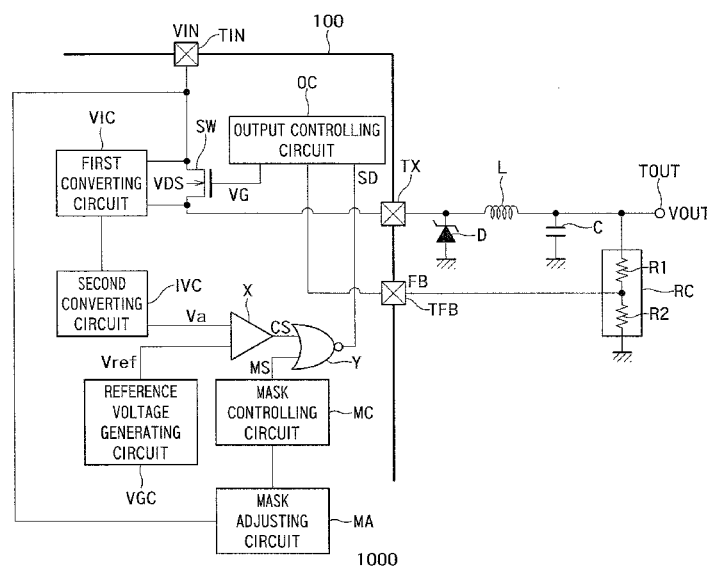 100
VIN
TIN
OC
VIC
SW
OUTPUT CONTROLLING
CIRCUIT
FIRST
CONVERTING
CIRCUIT
VDS
VG
SD
TX
L
TOUT
VOUT
D
C
R1
RC
R2
FB
TFB
SECOND
CONVERTING
CIRCUIT
IVC
X
Va
CS
Vref
MS
Y
REFERENCE
VOLTAGE
GENERATING
CIRCUIT
MASK
CONTROLLING
CIRCUIT
MC
VGC
MASK
ADJUSTING
CIRCUIT
MA
1000